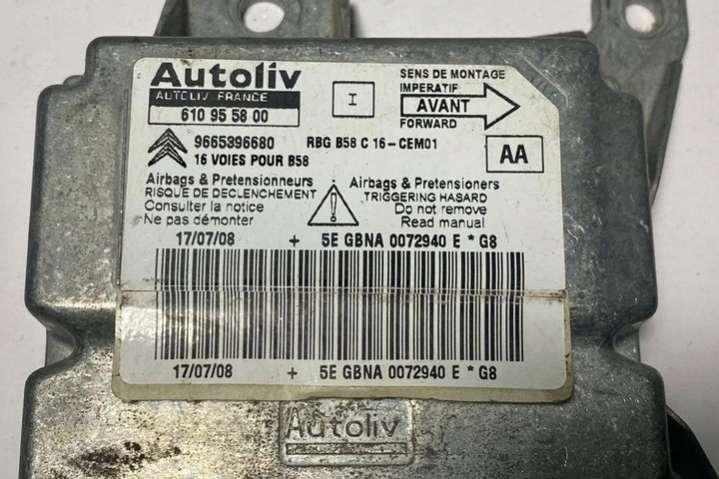 Autoliv
AUTOLIV FRANCE
610 95 58 00
I
SENS DE MONTAGE
IMPERATIF
AVANT
FORWARD
9665396680 RBG B58 C 16-CEM01
16 VOIES POUR B58
AA
Airbags & Pretensionneurs
RISQUE DE DECLENCHEMENT
Consulter la notice
Ne pas démonter
Airbags & Pretensioners
TRIGGERING HASARD
Do not remove
Read manual
17/07/08 + 5E GBNA 0072940 E * G8
17/07/08 + 5E GBNA 0072940 E * G8
Autoliv